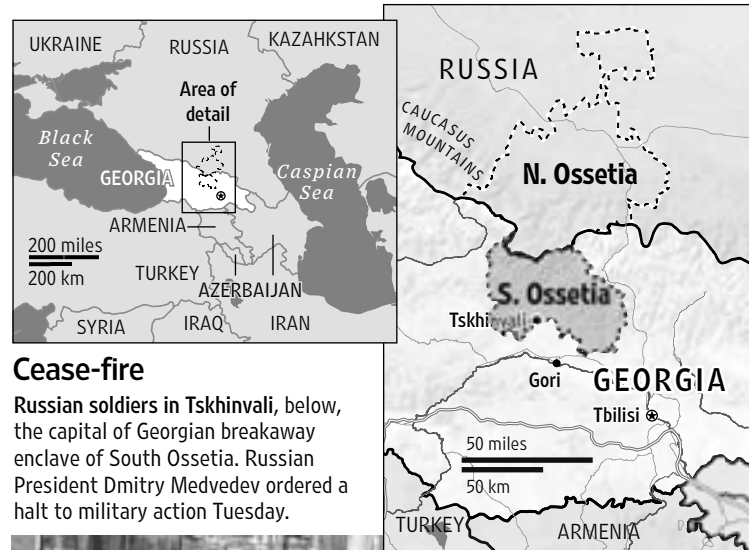 UKRAINE
RUSSIA
KAZAHKSTAN
Area of
detail
Black
Sea
GEORGIA
Caspian
Sea
ARMENIA
200 miles
200 km
TURKEY
AZERBAIJAN
SYRIA
IRAQ
IRAN
Cease-fire
Russian soldiers in Tskhinvali, below,
the capital of Georgian breakaway
enclave of South Ossetia. Russian
President Dmitry Medvedev ordered a
halt to military action Tuesday.
RUSSIA
CAUCASUS
MOUNTAINS
N. Ossetia
S. Ossetia
Tskhinvali
Gori
GEORGIA
Tbilisi
50 miles
50 km
TURKEY
ARMENIA